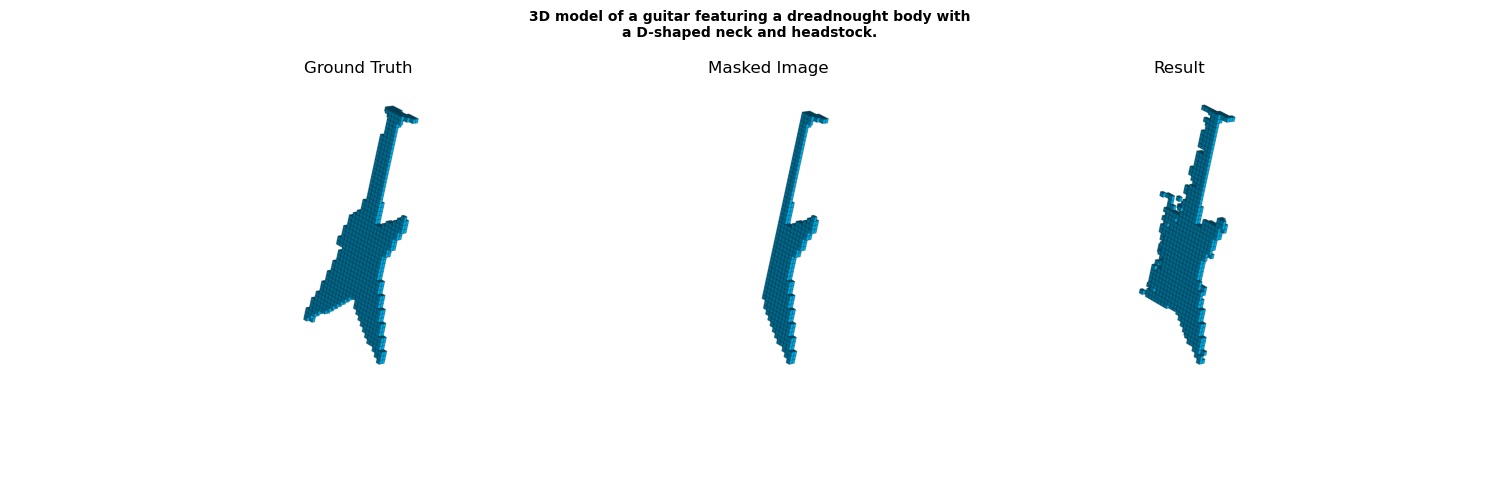 3D model of a guitar featuring a dreadnought body with
a D-shaped neck and headstock.
Ground Truth
Masked Image
Result